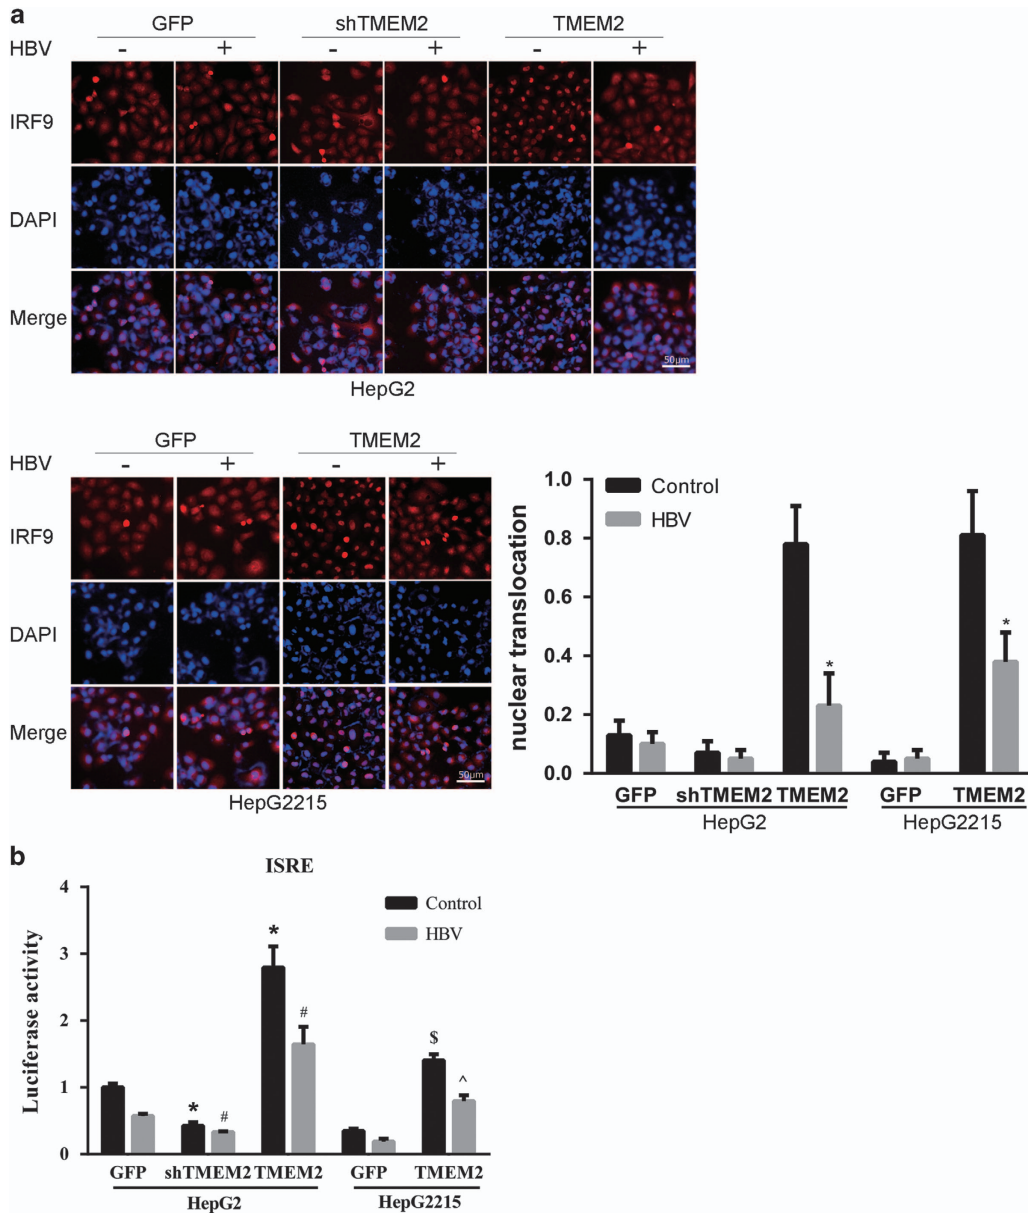 a
GFP shTMEM2 TMEM2
HBV - + - + - +
IRF9
DAPI
Merge
50μm
HepG2
GFP TMEM2
HBV - + - +
IRF9
DAPI
Merge
50μm
HepG2215
nuclear translocation
1.0
0.8
0.6
0.4
0.2
0.0
Control
HBV
*
*
GFP shTMEM2 TMEM2 GFP TMEM2
HepG2 HepG2215
b
ISRE
Luciferase activity
4
3
2
1
0
Control
HBV
* # * # $ ^
GFP shTMEM2 TMEM2 GFP TMEM2
HepG2 HepG2215